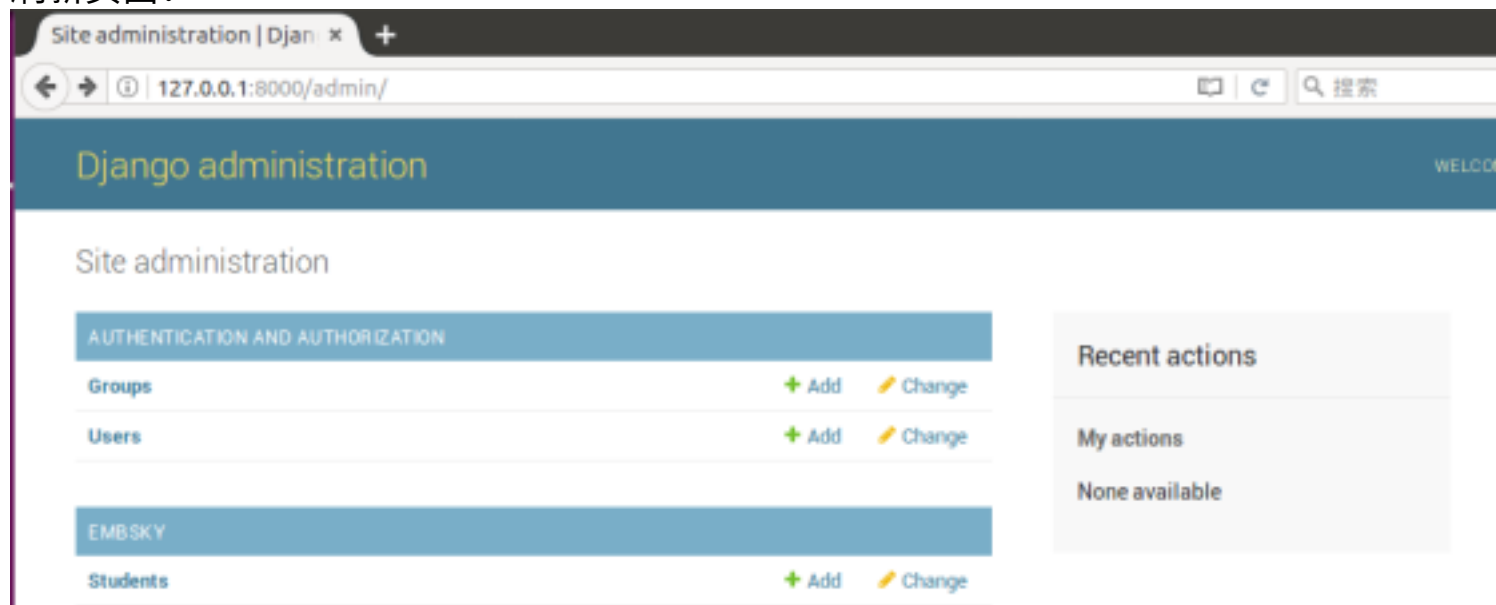 Site administration | Djan
127.0.0.1:8000/admin/
搜索
Django administration
Site administration
AUTHENTICATION AND AUTHORIZATION
Groups
Add
Change
Users
Add
Change
EMBSKY
Students
Add
Change
Recent actions
My actions
None available